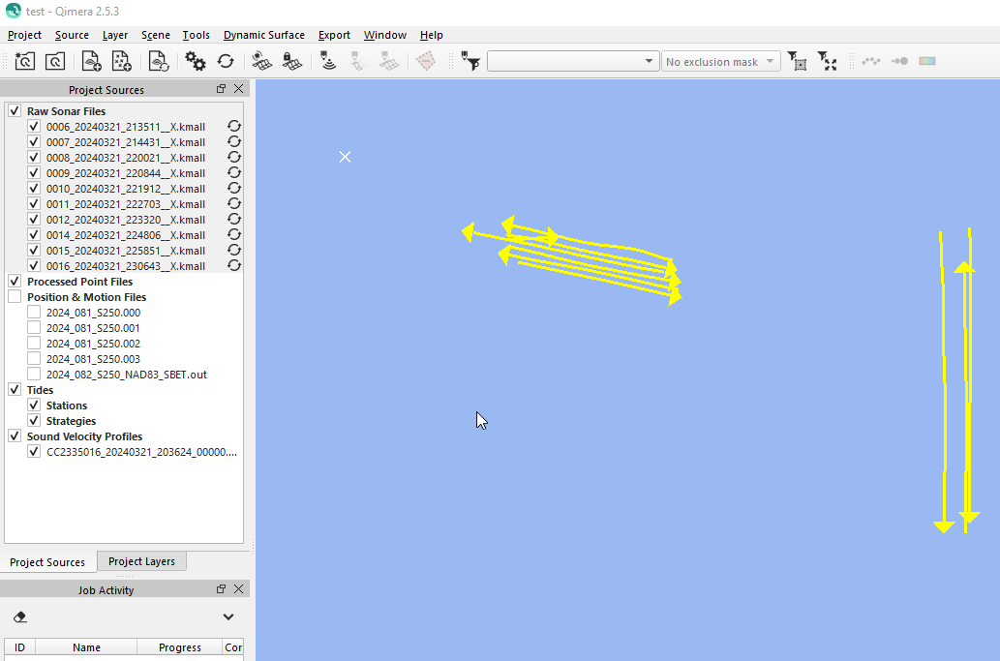 test - Qimera 2.5.3
Project Source Layer Scene Tools Dynamic Surface Export Window Help
No exclusion mask
Project Sources
Raw Sonar Files
0006_20240321_213511__X.kmall
0007_20240321_214431__X.kmall
0008_20240321_220021__X.kmall
0009_20240321_220844__X.kmall
0010_20240321_221912__X.kmall
0011_20240321_222703__X.kmall
0012_20240321_223320__X.kmall
0014_20240321_224806__X.kmall
0015_20240321_225851__X.kmall
0016_20240321_230643__X.kmall
Processed Point Files
Position & Motion Files
2024_081_S250.000
2024_081_S250.001
2024_081_S250.002
2024_081_S250.003
2024_082_S250_NAD83_SBET.out
Tides
Stations
Strategies
Sound Velocity Profiles
CC2335016_20240321_203624_00000....
Project Sources Project Layers
Job Activity
ID Name Progress Cor